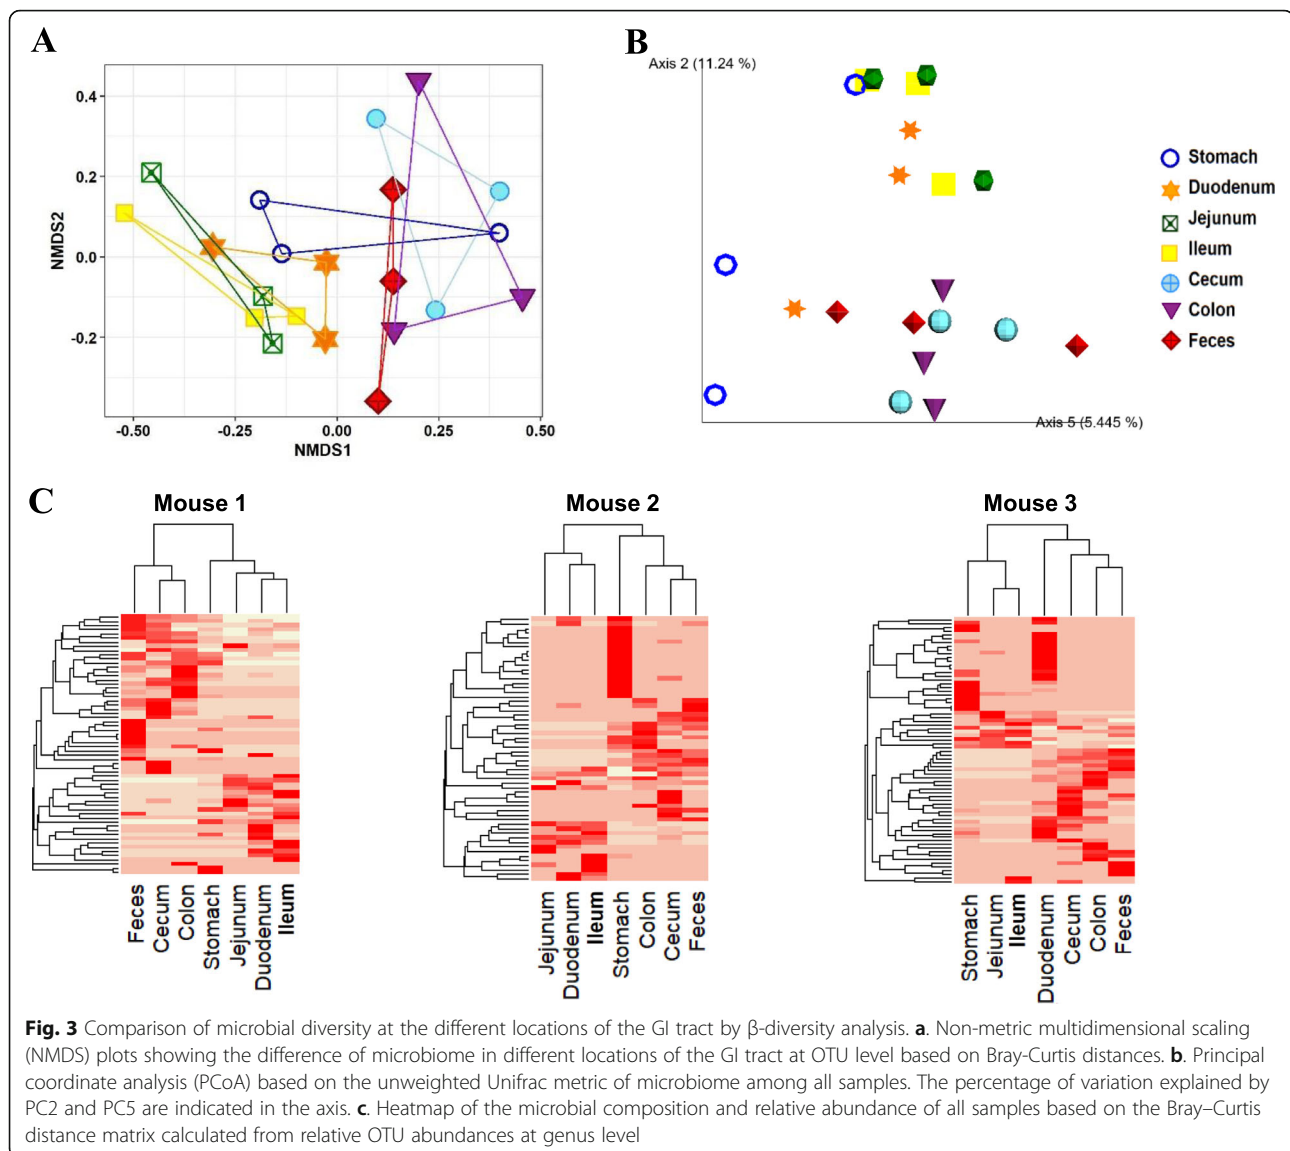 A
B
Axis 2 (11.24 %)
0.4
0.2
0.0
-0.2
NMDS2
-0.50
-0.25
0.00
0.25
0.50
NMDS1
Axis 5 (5.445 %)
Stomach
Duodenum
Jejunum
Ileum
Cecum
Colon
Feces
C
Mouse 1
Mouse 2
Mouse 3
Feces
Cecum
Colon
Stomach
Jejunum
Duodenum
Ileum
Jejunum
Duodenum
Ileum
Stomach
Colon
Cecum
Feces
Stomach
Jejunum
Ileum
Duodenum
Cecum
Colon
Feces
Fig. 3 Comparison of microbial diversity at the different locations of the GI tract by β-diversity analysis. a. Non-metric multidimensional scaling
(NMDS) plots showing the difference of microbiome in different locations of the GI tract at OTU level based on Bray-Curtis distances. b. Principal
coordinate analysis (PCoA) based on the unweighted Unifrac metric of microbiome among all samples. The percentage of variation explained by
PC2 and PC5 are indicated in the axis. c. Heatmap of the microbial composition and relative abundance of all samples based on the Bray–Curtis
distance matrix calculated from relative OTU abundances at genus level